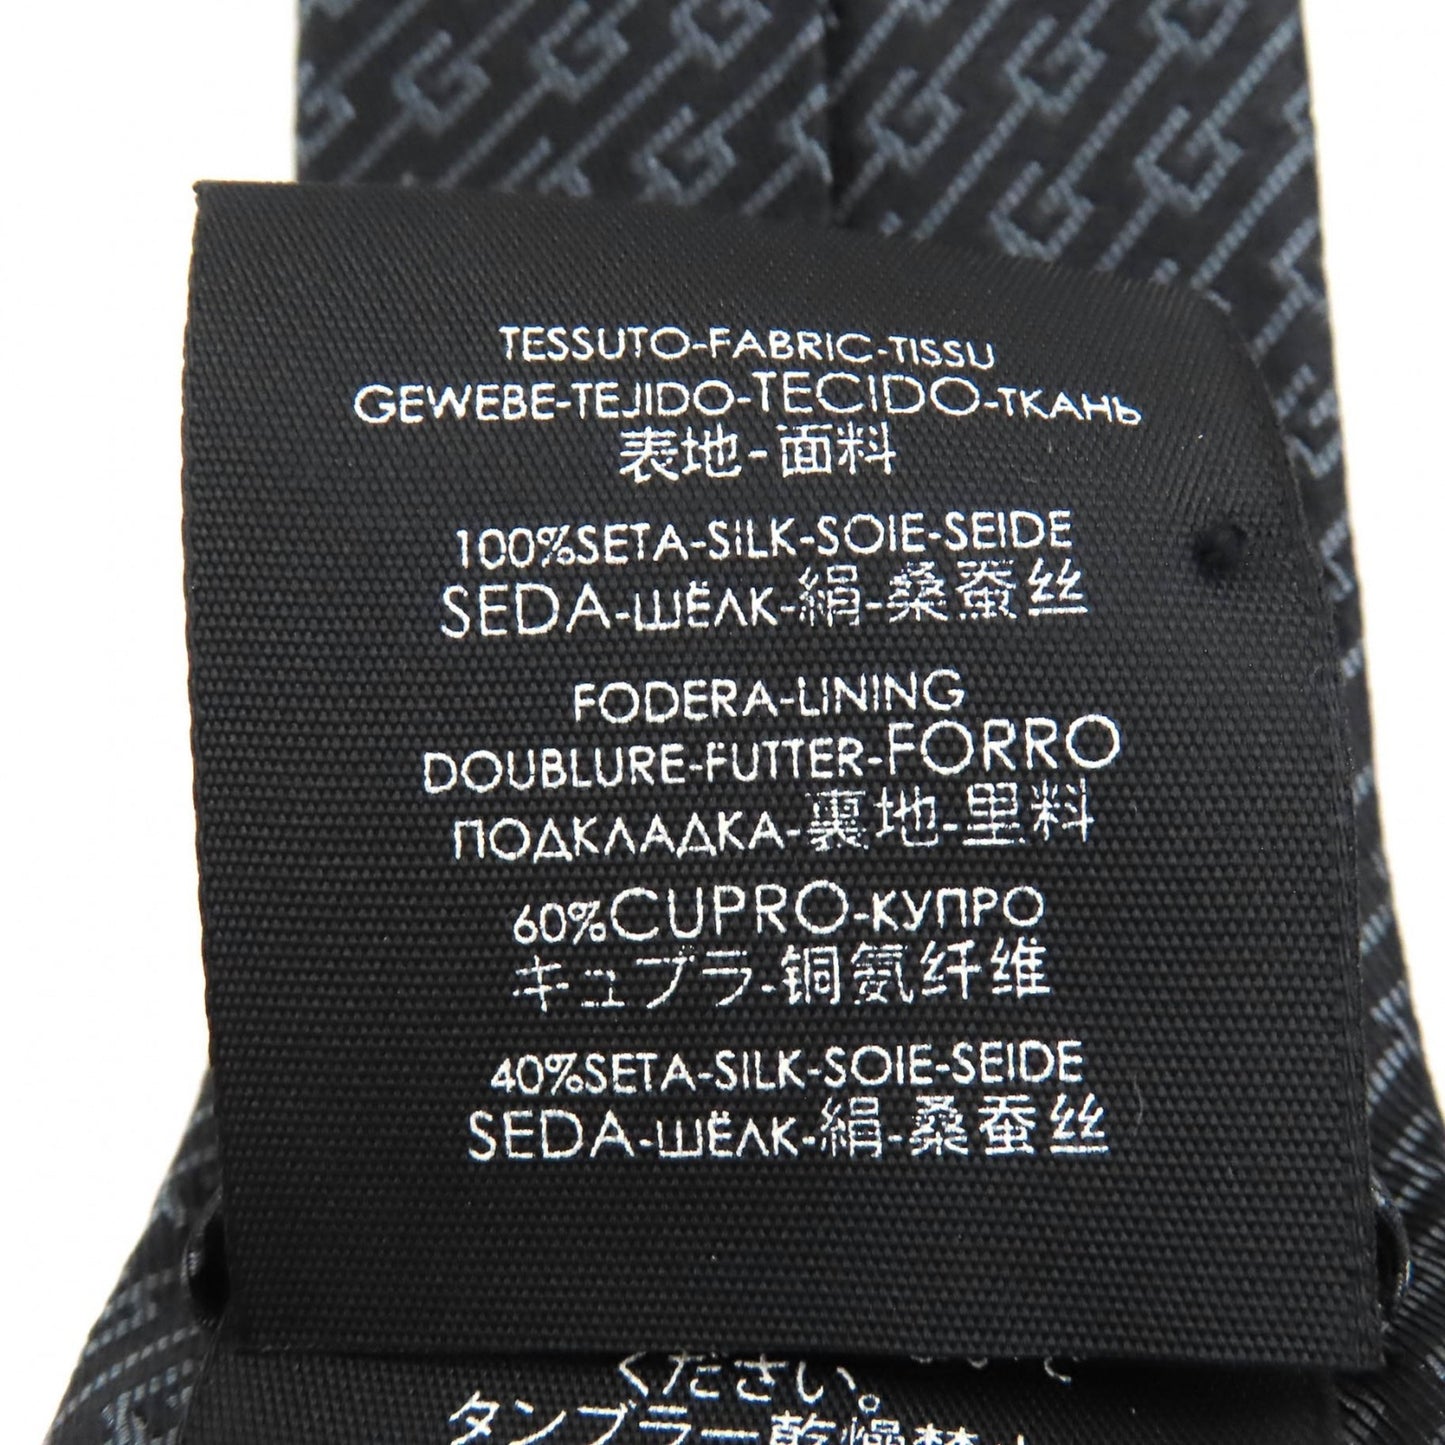 TESSUTO-FABRIC-TISSU
GEWEBE-TEJIDO-TECIDO-ТКАНЬ
表地-面料
100%SETA-SILK-SOIE-SEIDE
SEDA-ШЁЛК-絹-桑蚕丝
FODERA-LINING
DOUBLURE-FUTTER-FORRO
ПОДКЛАДКА-裏地-里料
60%CUPRO-КУПРО
キュプラ-铜氨纤维
40%SETA-SILK-SOIE-SEIDE
SEDA-ШЁЛК-絹-桑蚕丝
ください。
タンブラー乾燥禁止